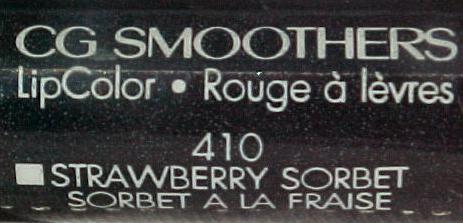 CG SMOOTHERS
LipColor • Rouge à lèvres
410
STRAWBERRY SORBET
SORBET A LA FRAISE